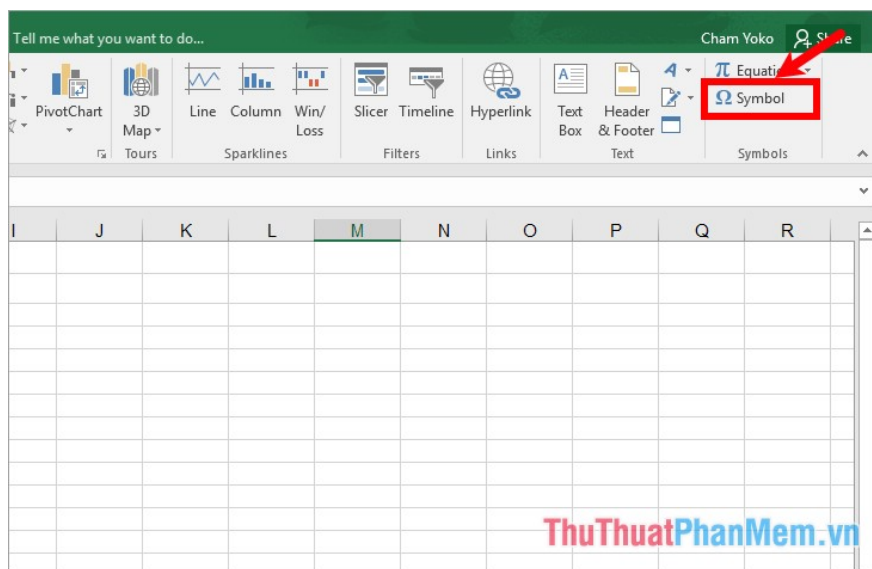 Tell me what you want to do...
Cham Yoko
PivotChart
3D
Map
Line
Column
Win/
Loss
Slicer
Timeline
Hyperlink
Text
Box
Header
& Footer
Ω Symbol
Tours
Sparklines
Filters
Links
Text
Symbols
J K L M N O P Q R
ThuThuatPhanMem.vn